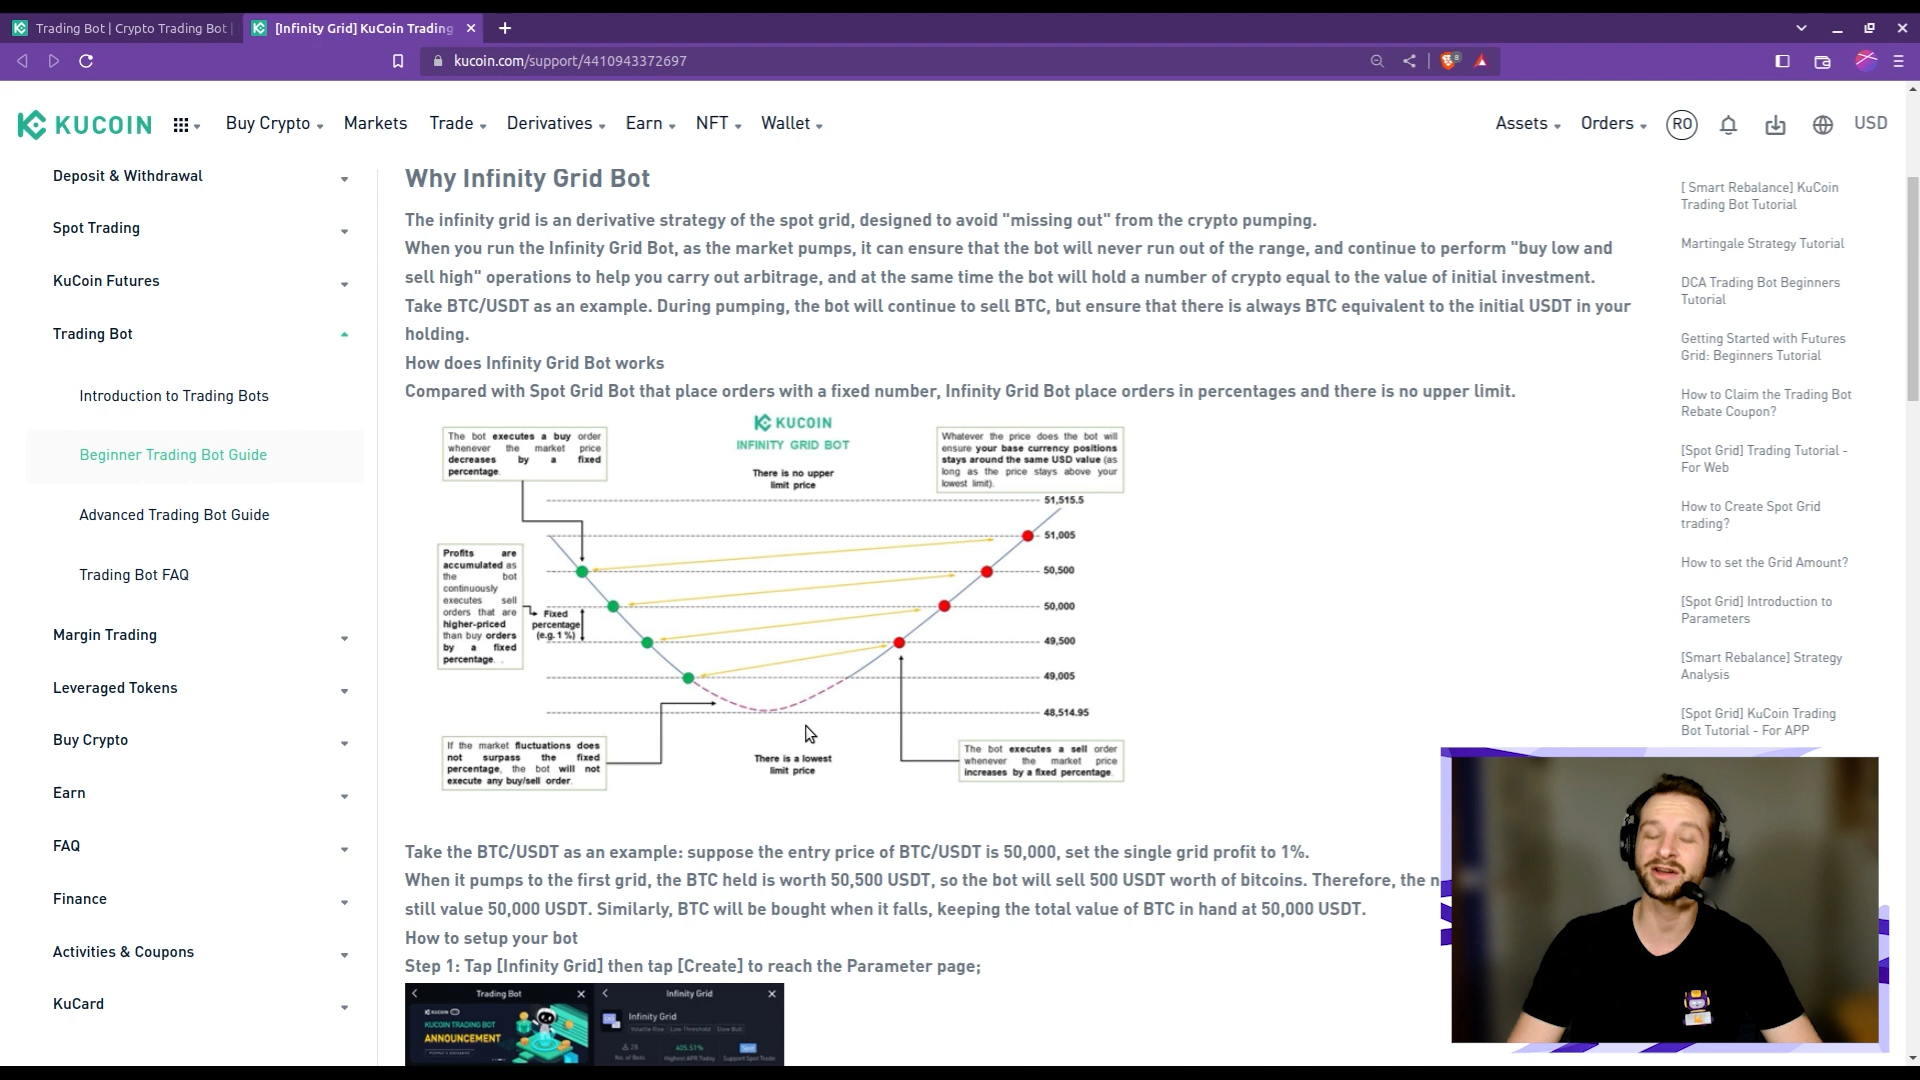 Trading Bot | Crypto Trading Bot |
[Infinity Grid] KuCoin Trading
kucoin.com/support/4410943372697
KUCOIN
Buy Crypto
Markets
Trade
Derivatives
Earn
NFT
Wallet
Assets
Orders
RO
USD
Deposit & Withdrawal
Spot Trading
KuCoin Futures
Trading Bot
Introduction to Trading Bots
Beginner Trading Bot Guide
Advanced Trading Bot Guide
Trading Bot FAQ
Margin Trading
Leveraged Tokens
Buy Crypto
Earn
FAQ
Finance
Activities & Coupons
KuCard
Why Infinity Grid Bot
The infinity grid is an derivative strategy of the spot grid, designed to avoid "missing out" from the crypto pumping.
When you run the Infinity Grid Bot, as the market pumps, it can ensure that the bot will never run out of the range, and continue to perform "buy low and
sell high" operations to help you carry out arbitrage, and at the same time the bot will hold a number of crypto equal to the value of initial investment.
Take BTC/USDT as an example. During pumping, the bot will continue to sell BTC, but ensure that there is always BTC equivalent to the initial USDT in your
holding.
How does Infinity Grid Bot works
Compared with Spot Grid Bot that place orders with a fixed number, Infinity Grid Bot place orders in percentages and there is no upper limit.
KUCOIN
INFINITY GRID BOT
The bot executes a buy order
whenever the market price
decreases by a fixed
percentage.
There is no upper
limit price
Whatever the price does the bot will
ensure your base currency positions
stays around the same USD value (as
long as the price stays above your
lowest limit).
51,515.5
51,005
50,500
50,000
49,500
49,005
48,514.95
Profits are
accumulated as
the bot
continuously
executes sell
orders that are
higher-priced
than buy orders
by a fixed
percentage. .
Fixed
percentage
(e.g. 1 %)
If the market fluctuations does
not surpass the fixed
percentage, the bot will not
execute any buy/sell order.
There is a lowest
limit price
The bot executes a sell order
whenever the market price
increases by a fixed percentage.
Take the BTC/USDT as an example: suppose the entry price of BTC/USDT is 50,000, set the single grid profit to 1%.
When it pumps to the first grid, the BTC held is worth 50,500 USDT, so the bot will sell 500 USDT worth of bitcoins. Therefore, the n
still value 50,000 USDT. Similarly, BTC will be bought when it falls, keeping the total value of BTC in hand at 50,000 USDT.
How to setup your bot
Step 1: Tap [Infinity Grid] then tap [Create] to reach the Parameter page;
Trading Bot
KUCOIN
KUCOIN TRADING BOT
ANNOUNCEMENT
Infinity Grid
Infinity Grid
Volatile Rise | Low Threshold | Slow Bull
28
No. of Bots
405.51%
Highest APR Today
Spot
Support Spot Trade
[ Smart Rebalance] KuCoin
Trading Bot Tutorial
Martingale Strategy Tutorial
DCA Trading Bot Beginners
Tutorial
Getting Started with Futures
Grid: Beginners Tutorial
How to Claim the Trading Bot
Rebate Coupon?
[Spot Grid] Trading Tutorial -
For Web
How to Create Spot Grid
trading?
How to set the Grid Amount?
[Spot Grid] Introduction to
Parameters
[Smart Rebalance] Strategy
Analysis
[Spot Grid] KuCoin Trading
Bot Tutorial - For APP